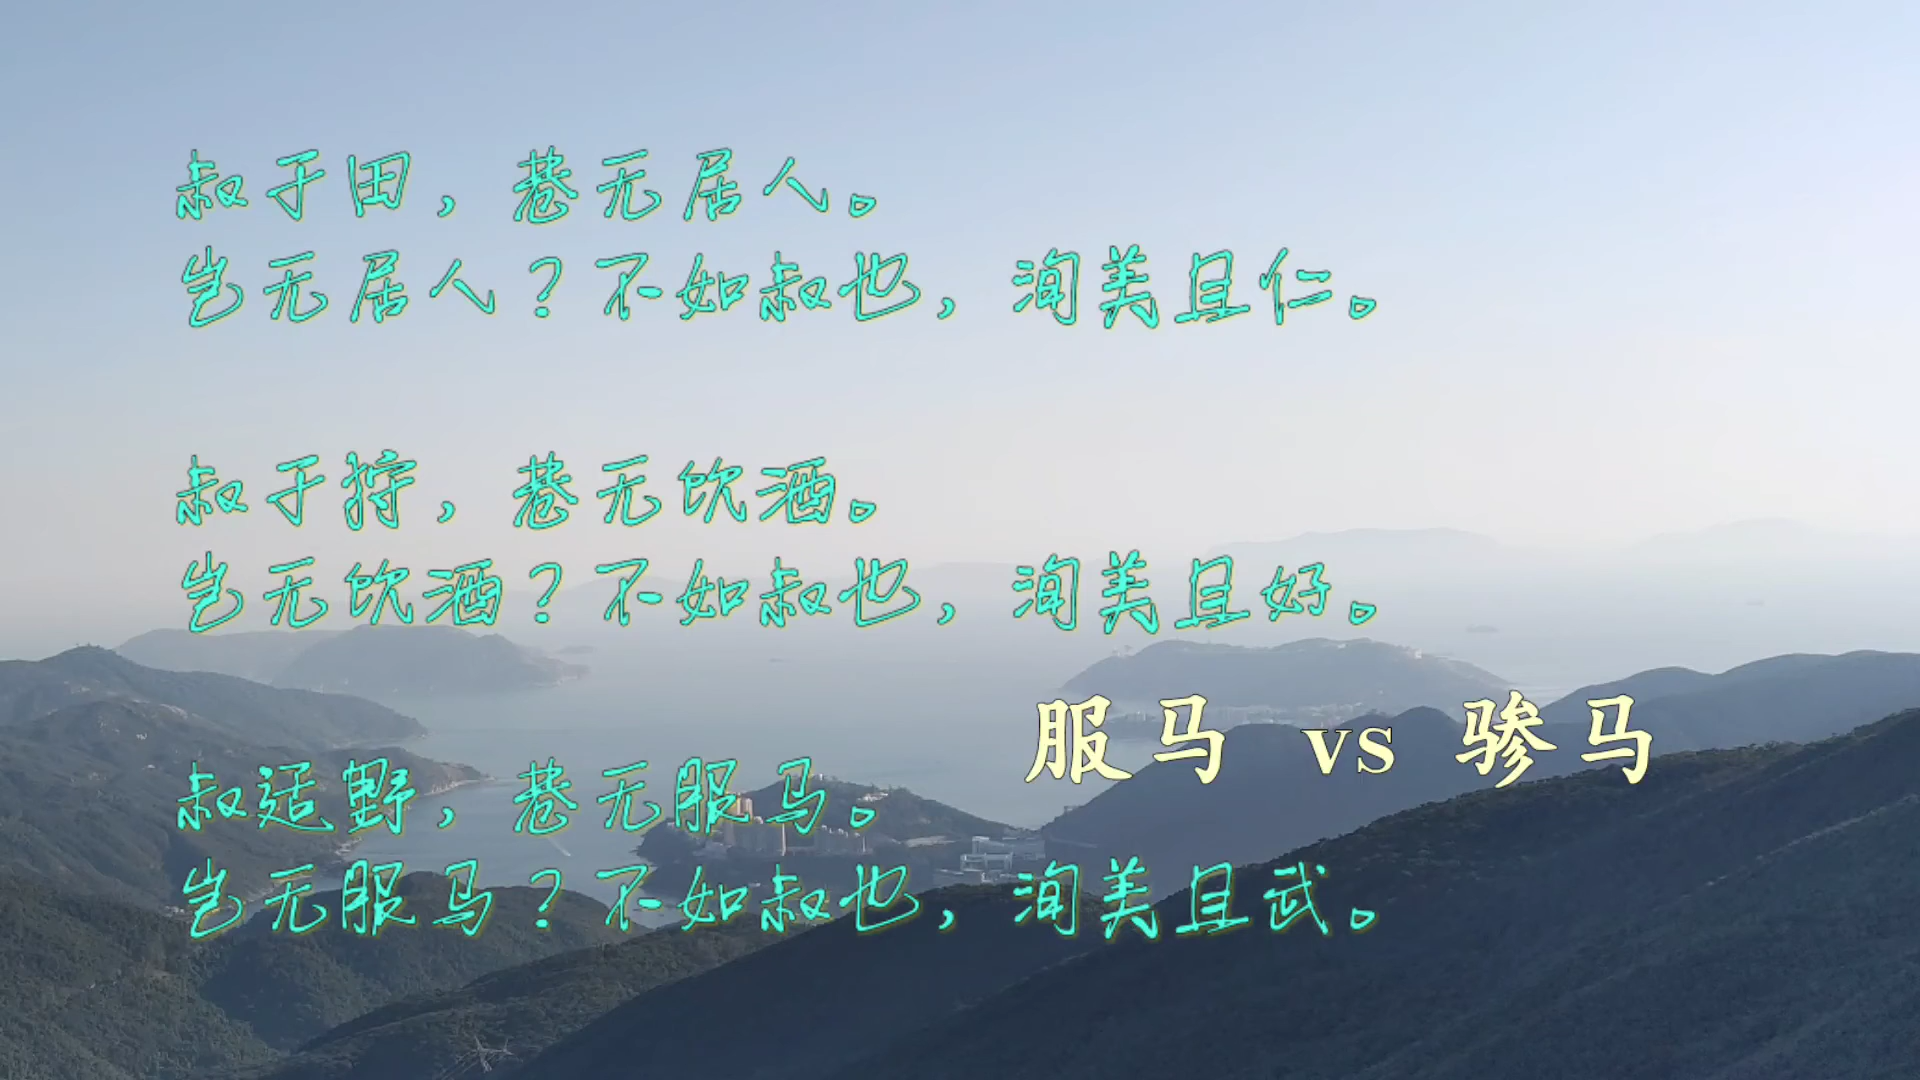 叔于田，巷无居人。
岂无居人？不如叔也，洵美且仁。
叔于狩，巷无饮酒。
岂无饮酒？不如叔也，洵美且好。
服马 vs 骖马
叔适野，巷无服马。
岂无服马？不如叔也，洵美且武。